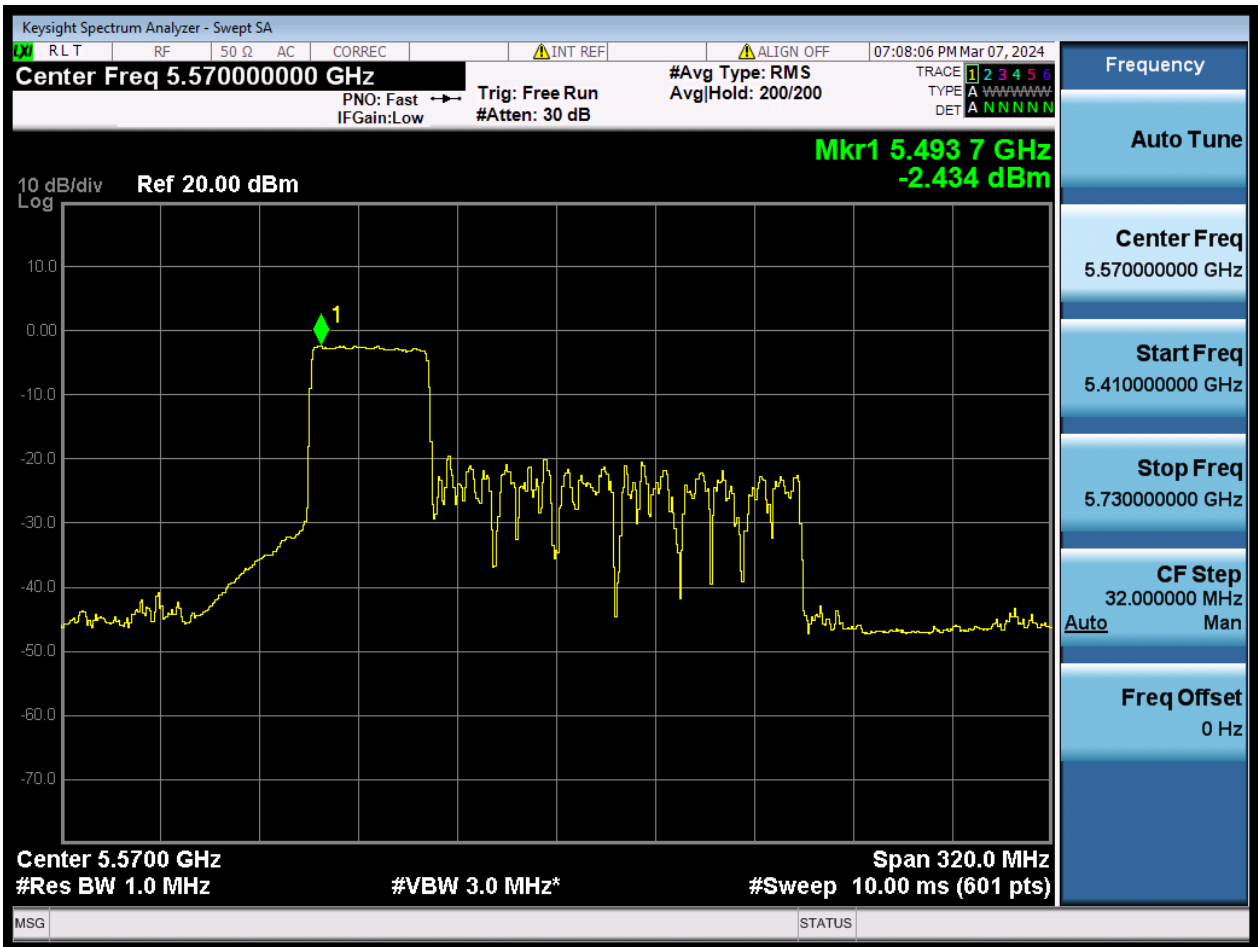 Keysight Spectrum Analyzer - Swept SA
LXI RLT RF 50 Ω AC CORREC INT REF ALIGN OFF 07:08:06 PM Mar 07, 2024
Center Freq 5.570000000 GHz
PNO: Fast
IFGain:Low
Trig: Free Run
#Atten: 30 dB
#Avg Type: RMS
Avg|Hold: 200/200
TRACE 1 2 3 4 5 6
TYPE A WWWWW
DET A N N N N N
Mkr1 5.493 7 GHz
-2.434 dBm
10 dB/div Ref 20.00 dBm
Log
10.0
0.00
-10.0
-20.0
-30.0
-40.0
-50.0
-60.0
-70.0
1
Center 5.5700 GHz Span 320.0 MHz
#Res BW 1.0 MHz #VBW 3.0 MHz* #Sweep 10.00 ms (601 pts)
MSG STATUS
Frequency
Auto Tune
Center Freq
5.570000000 GHz
Start Freq
5.410000000 GHz
Stop Freq
5.730000000 GHz
CF Step
32.000000 MHz
Auto Man
Freq Offset
0 Hz